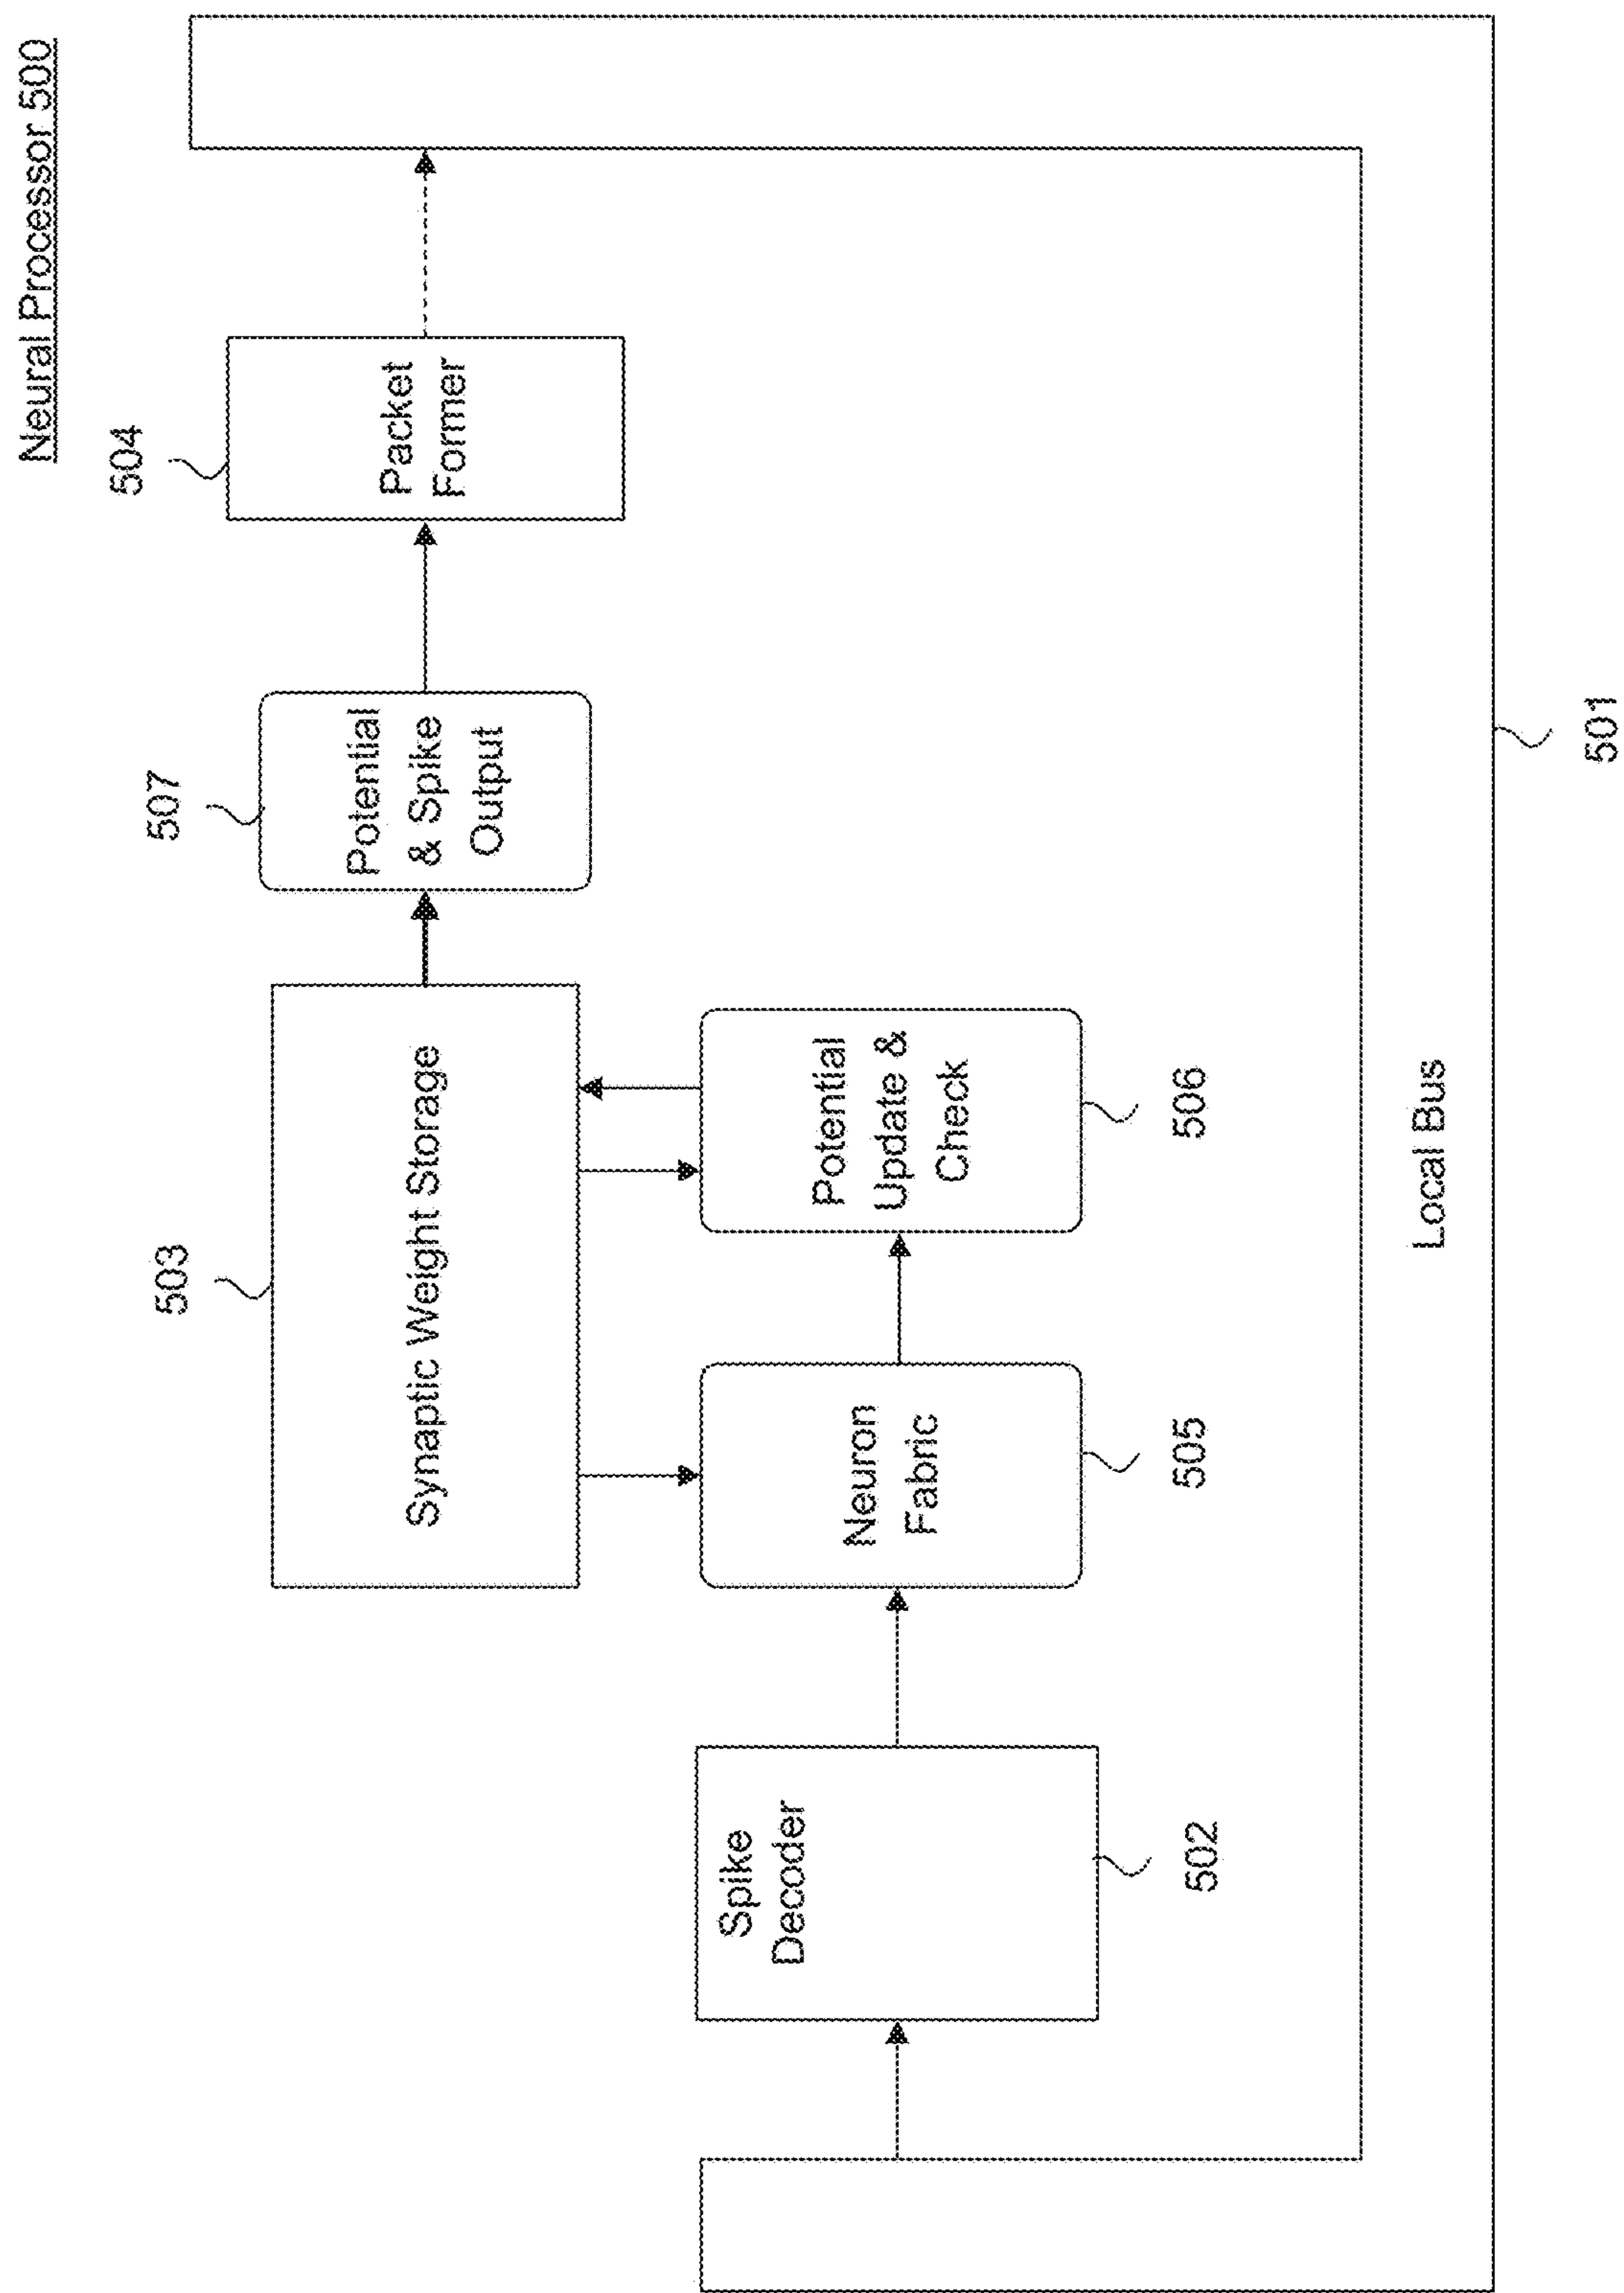 Neural Processor 500
503
507
504
Synaptic Weight Storage
Potential
& Spike
Output
Packet
Former
Spike
Decoder
Neuron
Fabric
Potential
Update &
Check
502
505
506
Local Bus
501